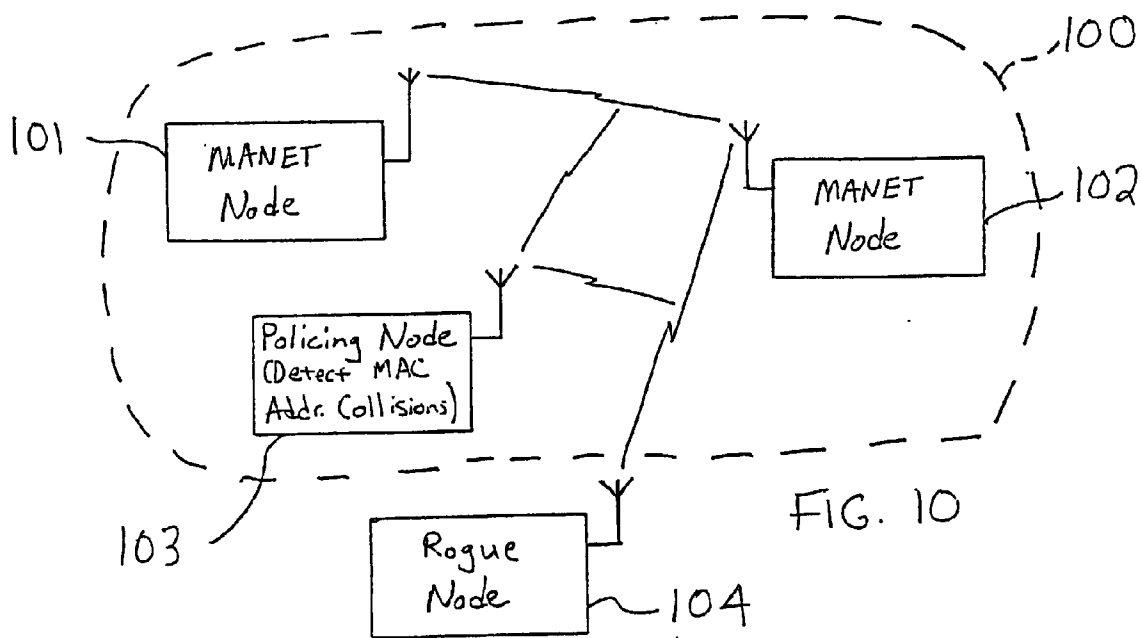 100
101
MANET
Node
MANET
Node
102
Policing Node
(Detect MAC
Addr. Collisions)
103
FIG. 10
Rogue
Node
104